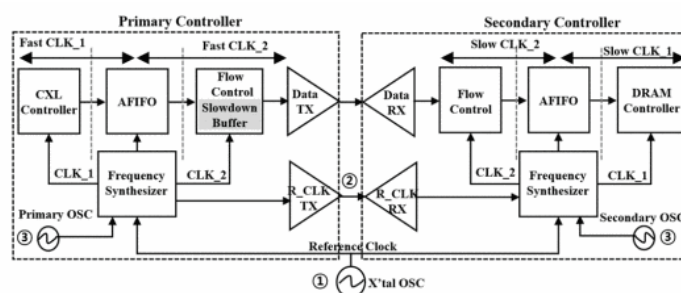 Primary Controller
Secondary Controller
Fast CLK_1
Fast CLK_2
Slow CLK_2
Slow CLK_1
CXL
Controller
AFIFO
Flow
Control
Slowdown
Buffer
Data
TX
Data
RX
Flow
Control
AFIFO
DRAM
Controller
CLK_1
Frequency
Synthesizer
CLK_2
R_CLK
TX
②
R_CLK
RX
CLK_2
Frequency
Synthesizer
CLK_1
Primary OSC
③
Secondary OSC
③
Reference Clock
①
X'tal OSC